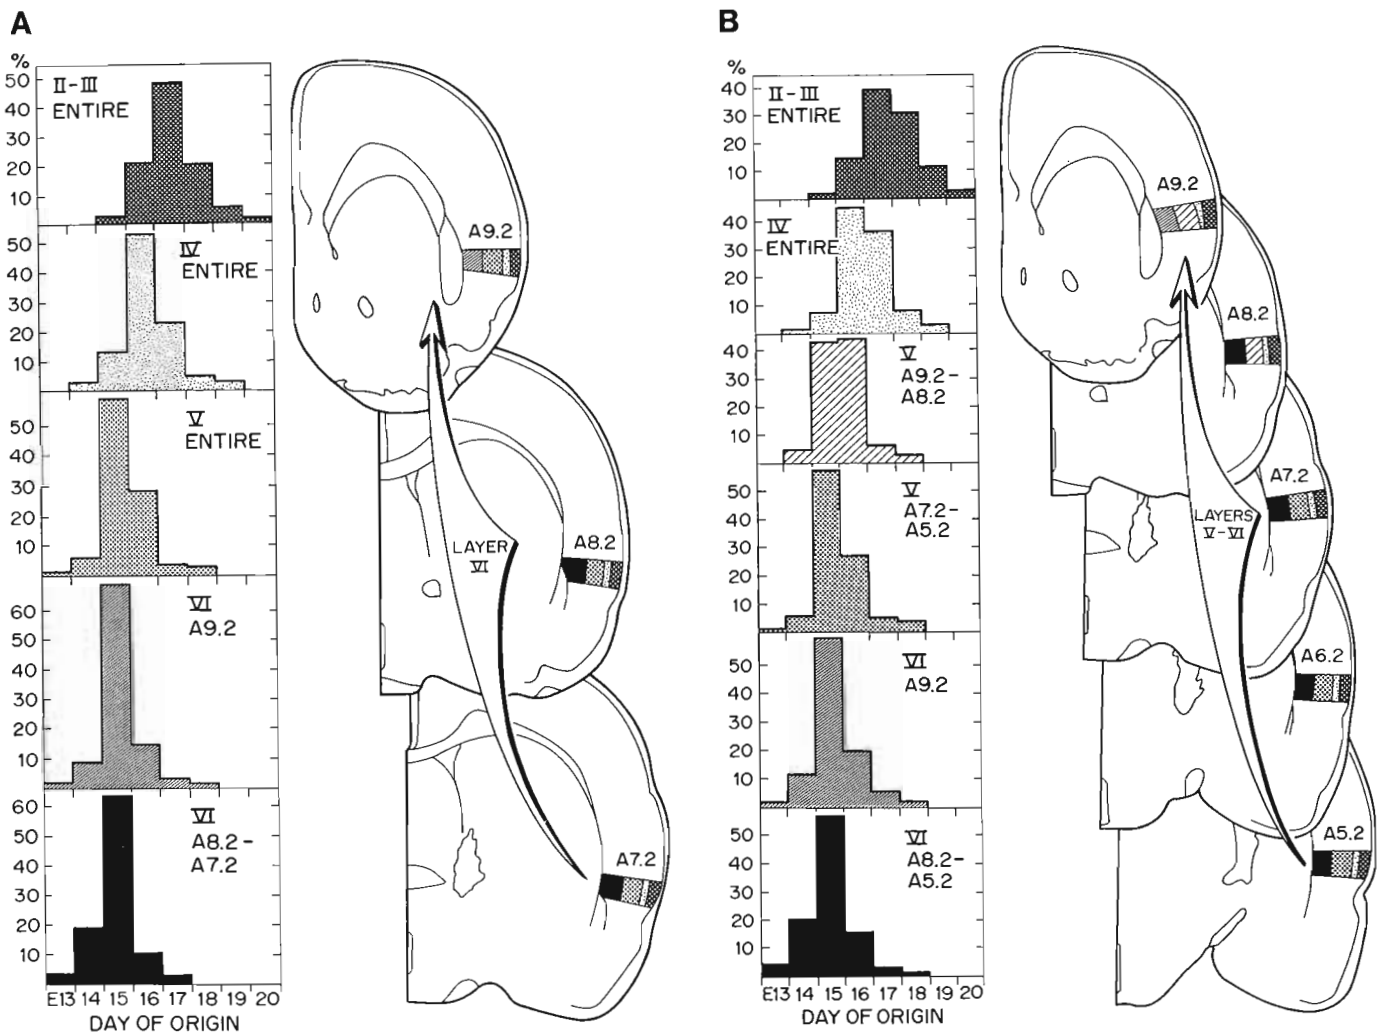 A
%
50
40
30
20
10
II-III
ENTIRE
50
40
30
20
10
IV
ENTIRE
50
40
30
20
10
V
ENTIRE
60
50
40
30
20
10
VI
A9.2
60
50
40
30
20
10
VI
A8.2-
A7.2
E13 14 15 16 17 18 19 20
DAY OF ORIGIN
A9.2
LAYER
VI
A8.2
A7.2
B
%
40
30
20
10
II-III
ENTIRE
40
30
20
10
IV
ENTIRE
40
30
20
10
V
A9.2-
A8.2
50
40
30
20
10
V
A7.2-
A5.2
50
40
30
20
10
VI
A9.2
50
40
30
20
10
VI
A8.2-
A5.2
E13 14 15 16 17 18 19 20
DAY OF ORIGIN
A9.2
A8.2
A7.2
LAYERS
V-VI
A6.2
A5.2